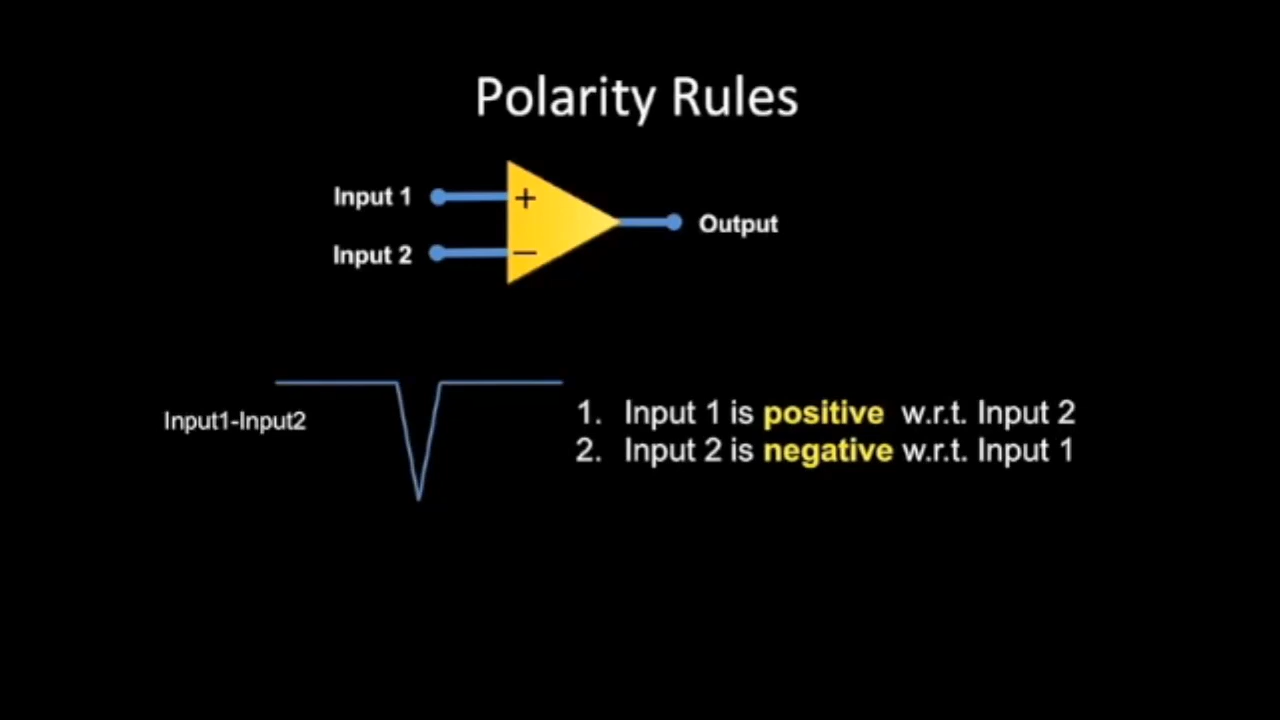 Polarity Rules
Input 1
+
Output
Input 2
−
Input1-Input2
1. Input 1 is positive w.r.t. Input 2
2. Input 2 is negative w.r.t. Input 1